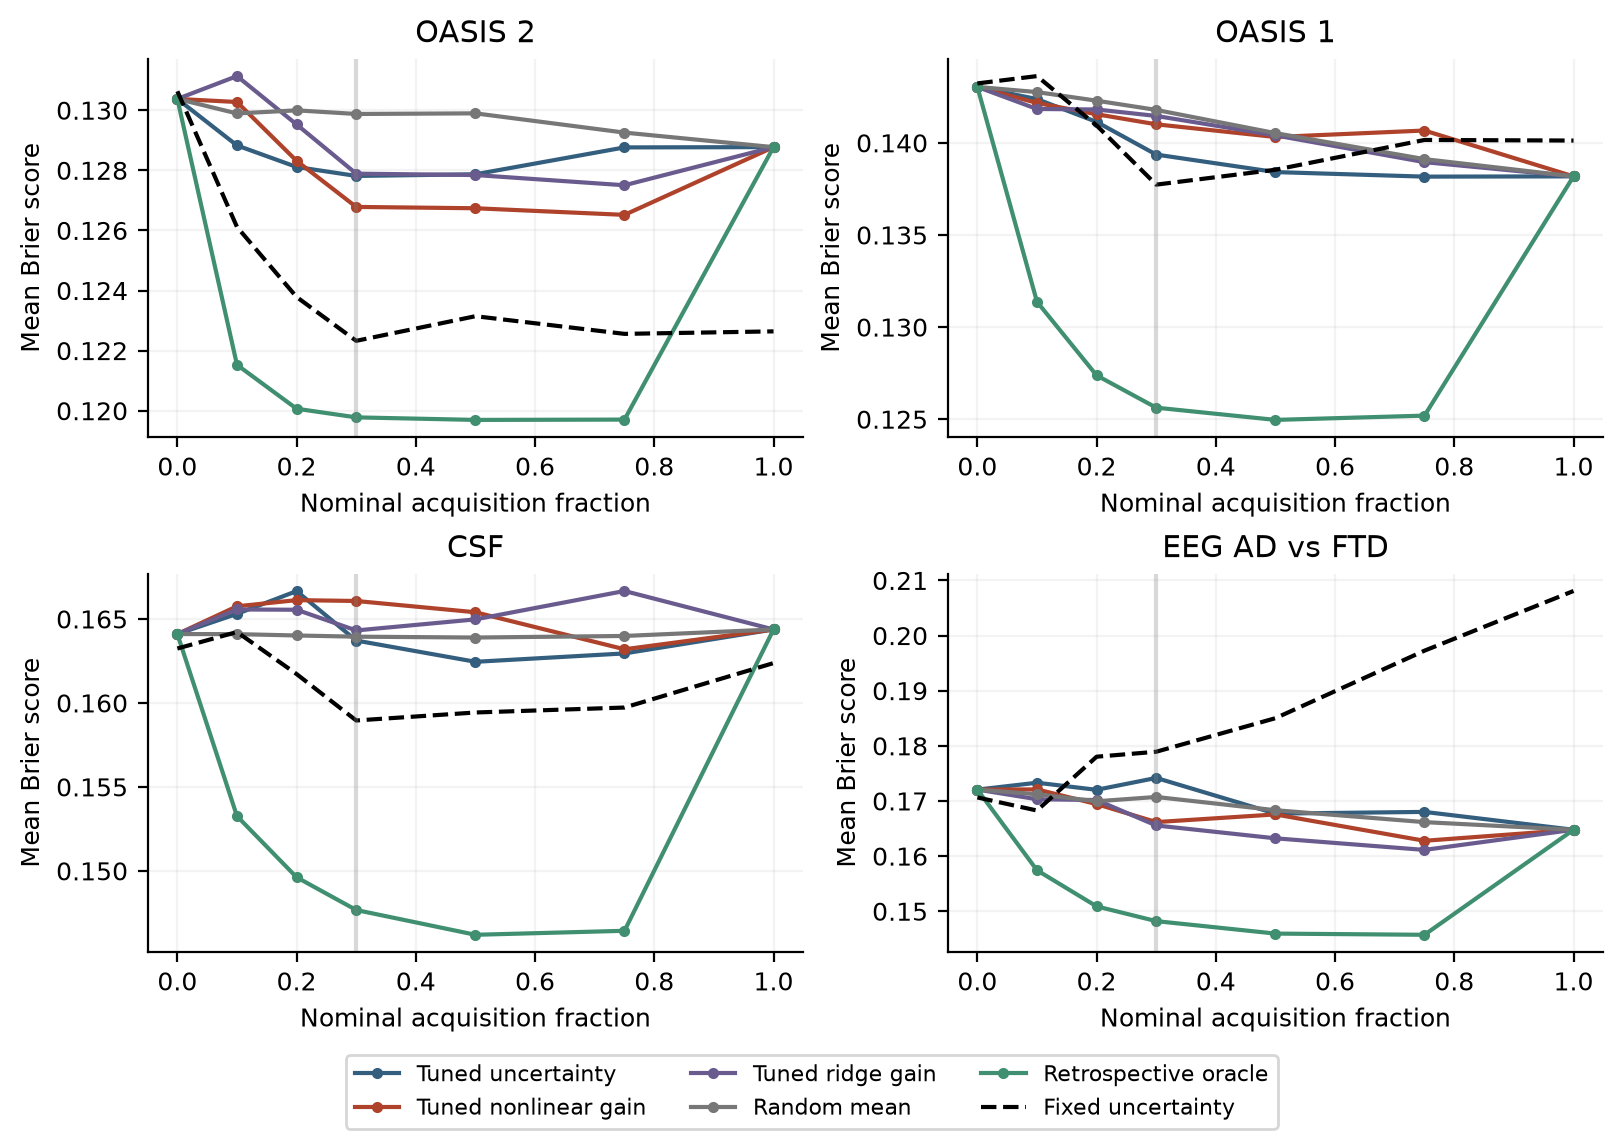 OASIS 2
Mean Brier score
0.130
0.128
0.126
0.124
0.122
0.120
0.0 0.2 0.4 0.6 0.8 1.0
Nominal acquisition fraction
OASIS 1
Mean Brier score
0.140
0.135
0.130
0.125
0.0 0.2 0.4 0.6 0.8 1.0
Nominal acquisition fraction
CSF
Mean Brier score
0.165
0.160
0.155
0.150
0.0 0.2 0.4 0.6 0.8 1.0
Nominal acquisition fraction
EEG AD vs FTD
Mean Brier score
0.21
0.20
0.19
0.18
0.17
0.16
0.15
0.0 0.2 0.4 0.6 0.8 1.0
Nominal acquisition fraction
Tuned uncertainty Tuned ridge gain Retrospective oracle
Tuned nonlinear gain Random mean Fixed uncertainty